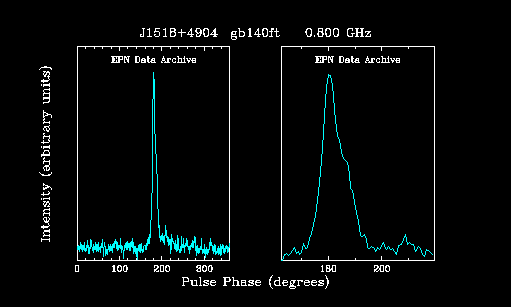 J1518+4904 gb140ft 0.800 GHz
EPN Data Archive
EPN Data Archive
Intensity (arbitrary units)
0 100 200 300
180 200
Pulse Phase (degrees)